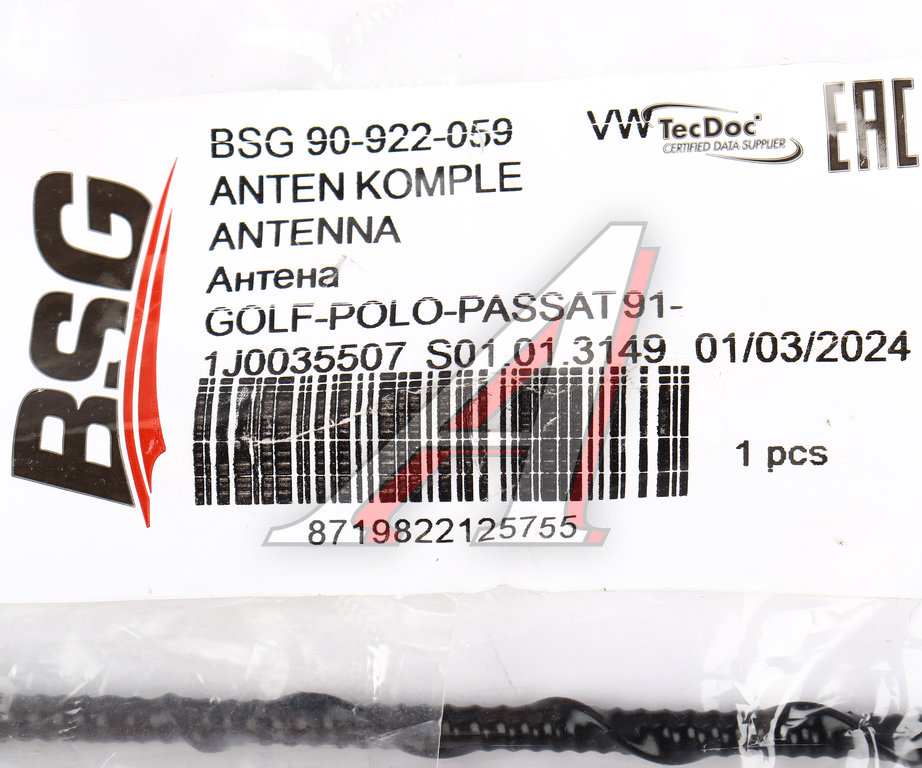 BSG
BSG 90-922-059
VW TecDoc
CERTIFIED DATA SUPPLIER
EAC
ANTEN KOMPLE
ANTENNA
Антена
GOLF-POLO-PASSAT 91-
1J0035507 S01.01.3149 01/03/2024
1 pcs
8719822125755